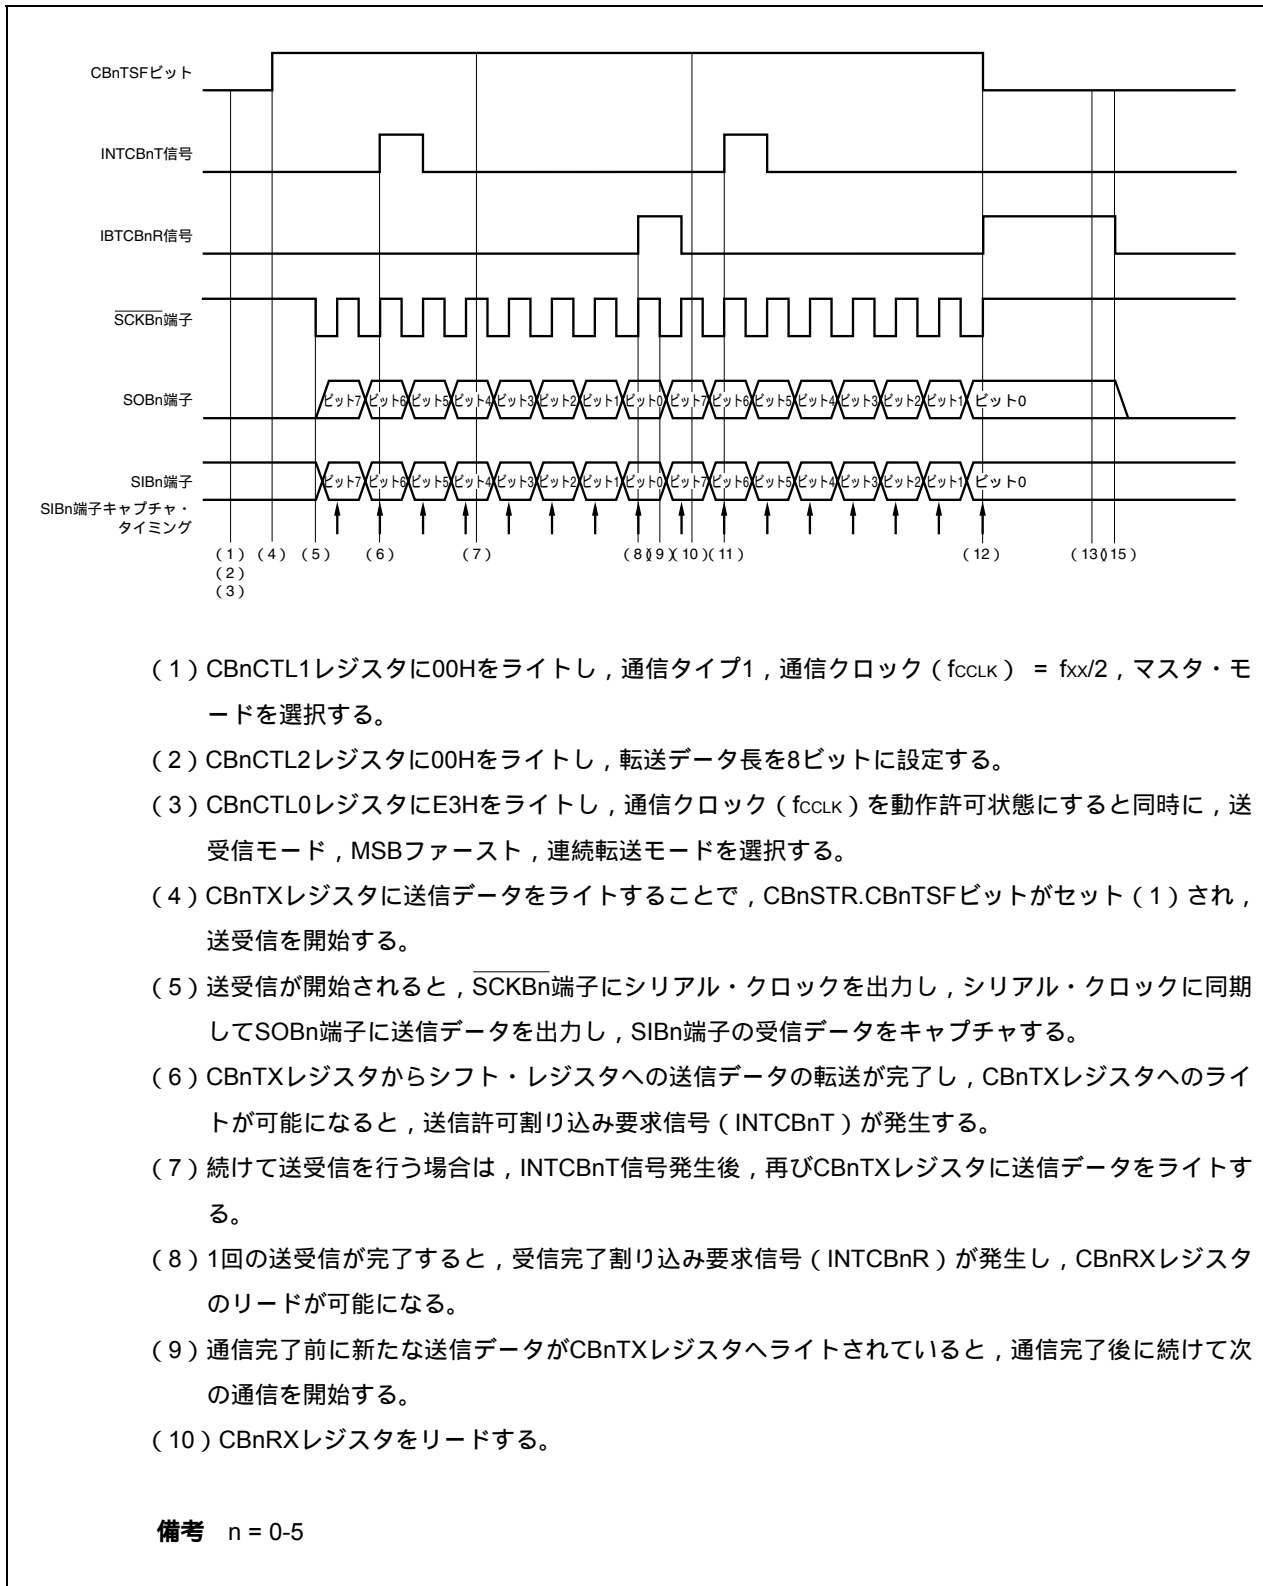 CBnTSFビット
INTCBnT信号
IBTCBnR信号
SCKBn端子
SOBn端子
ビット7 ビット6 ビット5 ビット4 ビット3 ビット2 ビット1 ビット0 ビット7 ビット6 ビット5 ビット4 ビット3 ビット2 ビット1 ビット0
SIBn端子
ビット7 ビット6 ビット5 ビット4 ビット3 ビット2 ビット1 ビット0 ビット7 ビット6 ビット5 ビット4 ビット3 ビット2 ビット1 ビット0
SIBn端子キャプチャ・
タイミング
(1) (4) (5) (6) (7) (8)(9)(10)(11) (12) (13)(15)
(2)
(3)
(1)CBnCTL1レジスタに00Hをライトし,通信タイプ1,通信クロック(fCCLK) = fXX/2,マスタ・モ
ードを選択する。
(2)CBnCTL2レジスタに00Hをライトし,転送データ長を8ビットに設定する。
(3)CBnCTL0レジスタにE3Hをライトし,通信クロック(fCCLK)を動作許可状態にすると同時に,送
受信モード,MSBファースト,連続転送モードを選択する。
(4)CBnTXレジスタに送信データをライトすることで,CBnSTR.CBnTSFビットがセット(1)され,
送受信を開始する。
(5)送受信が開始されると,SCKBn端子にシリアル・クロックを出力し,シリアル・クロックに同期
してSOBn端子に送信データを出力し,SIBn端子の受信データをキャプチャする。
(6)CBnTXレジスタからシフト・レジスタへの送信データの転送が完了し,CBnTXレジスタへのライ
トが可能になると,送信許可割り込み要求信号(INTCBnT)が発生する。
(7)続けて送受信を行う場合は,INTCBnT信号発生後,再びCBnTXレジスタに送信データをライトす
る。
(8)1回の送受信が完了すると,受信完了割り込み要求信号(INTCBnR)が発生し,CBnRXレジスタ
のリードが可能になる。
(9)通信完了前に新たな送信データがCBnTXレジスタへライトされていると,通信完了後に続けて次
の通信を開始する。
(10)CBnRXレジスタをリードする。
備考 n = 0-5